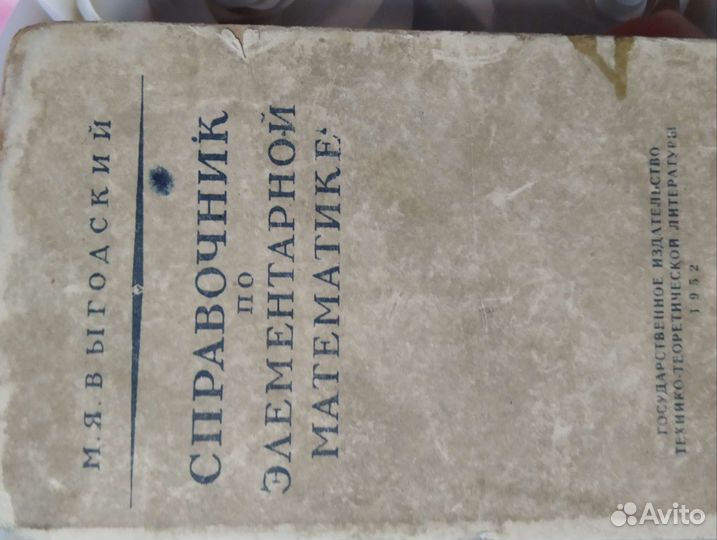 М.Я.ВЫГОДСКИЙ
СПРАВОЧНИК
ПО
ЭЛЕМЕНТАРНОЙ
МАТЕМАТИКЕ
ГОСУДАРСТВЕННОЕ ИЗДАТЕЛЬСТВО
ТЕХНИКО-ТЕОРЕТИЧЕСКОЙ ЛИТЕРАТУРЫ
1952
Avito